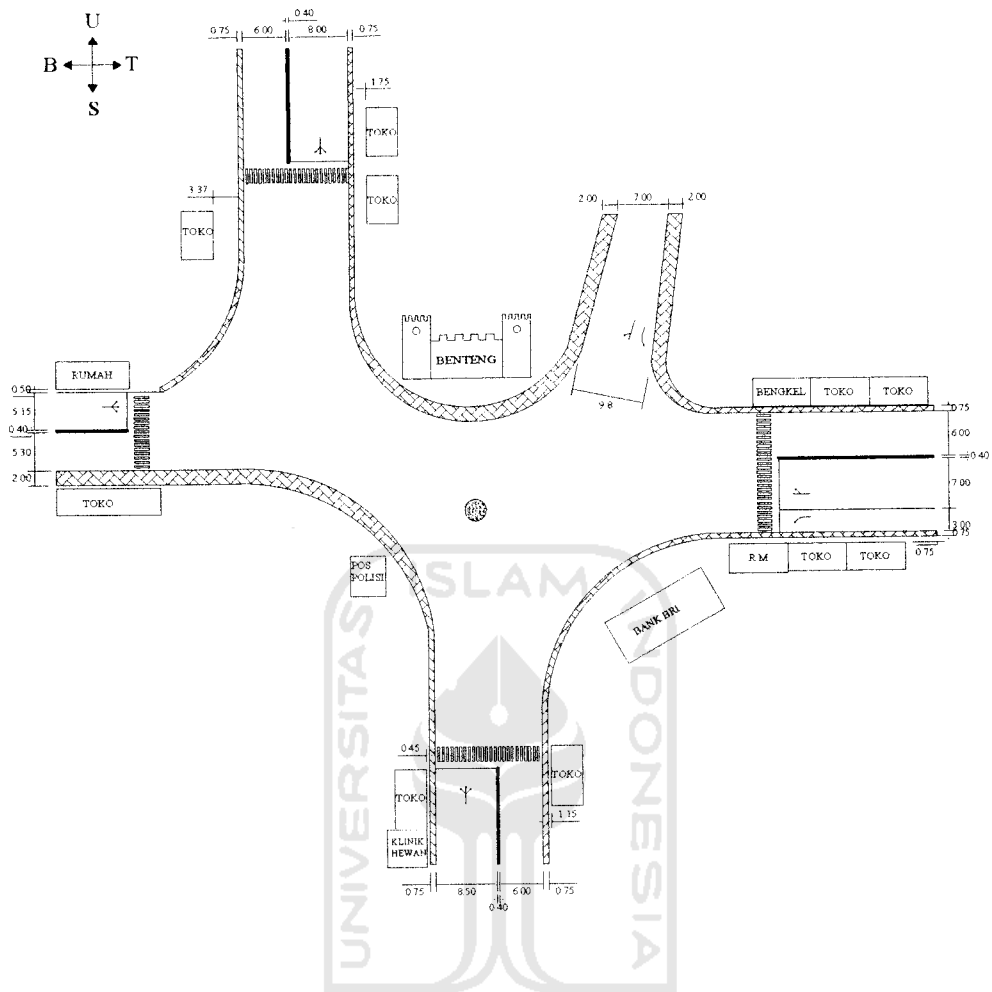 U
B T
S
0.75 6.00 0.40 8.00 0.75
1.75
TOKO
TOKO
3.37
TOKO
2.00 7.00 2.00
BENTENG
9.8
RUMAH
0.50
5.15
0.40
5.30
2.00
TOKO
BENGKEL TOKO TOKO
0.75
6.00
0.40
7.00
3.00
0.75
R M TOKO TOKO
0.75
POS
POLISI
BANK BRI
0.45
TOKO
TOKO
KLINIK
HEWAN
1.15
0.75 8.50 6.00 0.75
0.40
UNIVERSITAS
ISLAM
INDONESIA